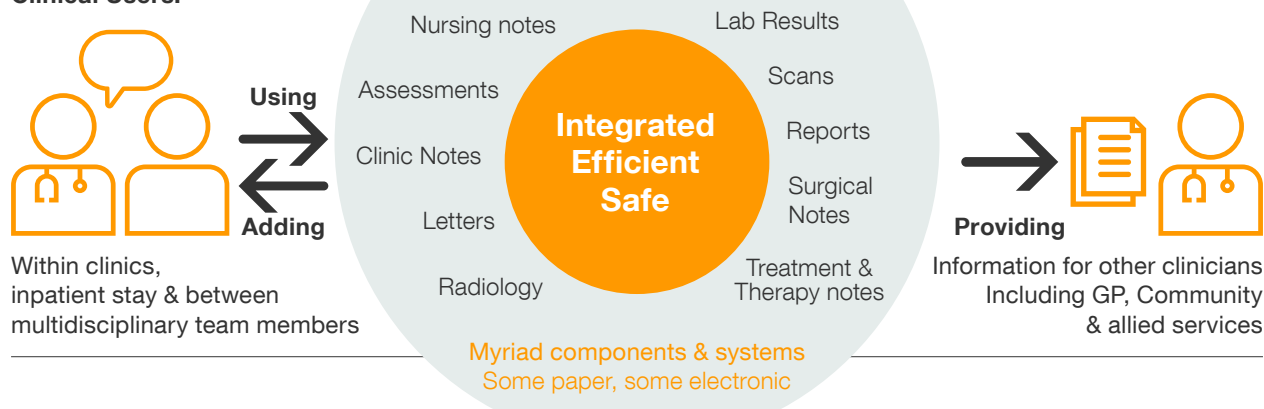 Clinical Users:
Using
Adding
Within clinics,
inpatient stay & between
multidisciplinary team members
Nursing notes
Assessments
Clinic Notes
Letters
Radiology
Integrated
Efficient
Safe
Lab Results
Scans
Reports
Surgical
Notes
Treatment &
Therapy notes
Myriad components & systems
Some paper, some electronic
Providing
Information for other clinicians
Including GP, Community
& allied services